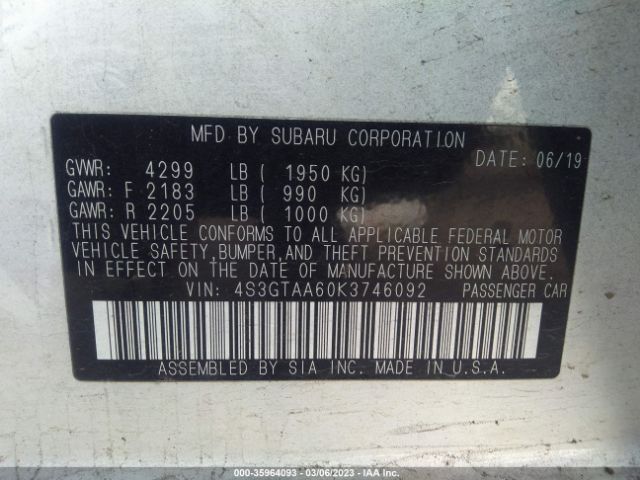 MFD BY SUBARU CORPORATION
DATE: 06/19
GVWR: 4299 LB ( 1950 KG)
GAWR: F 2183 LB ( 990 KG)
GAWR: R 2205 LB ( 1000 KG)
THIS VEHICLE CONFORMS TO ALL APPLICABLE FEDERAL MOTOR
VEHICLE SAFETY, BUMPER, AND THEFT PREVENTION STANDARDS
IN EFFECT ON THE DATE OF MANUFACTURE SHOWN ABOVE.
VIN: 4S3GTAA60K3746092 PASSENGER CAR
ASSEMBLED BY SIA INC. MADE IN U.S.A.
000-35964093 - 03/06/2023 - IAA Inc.